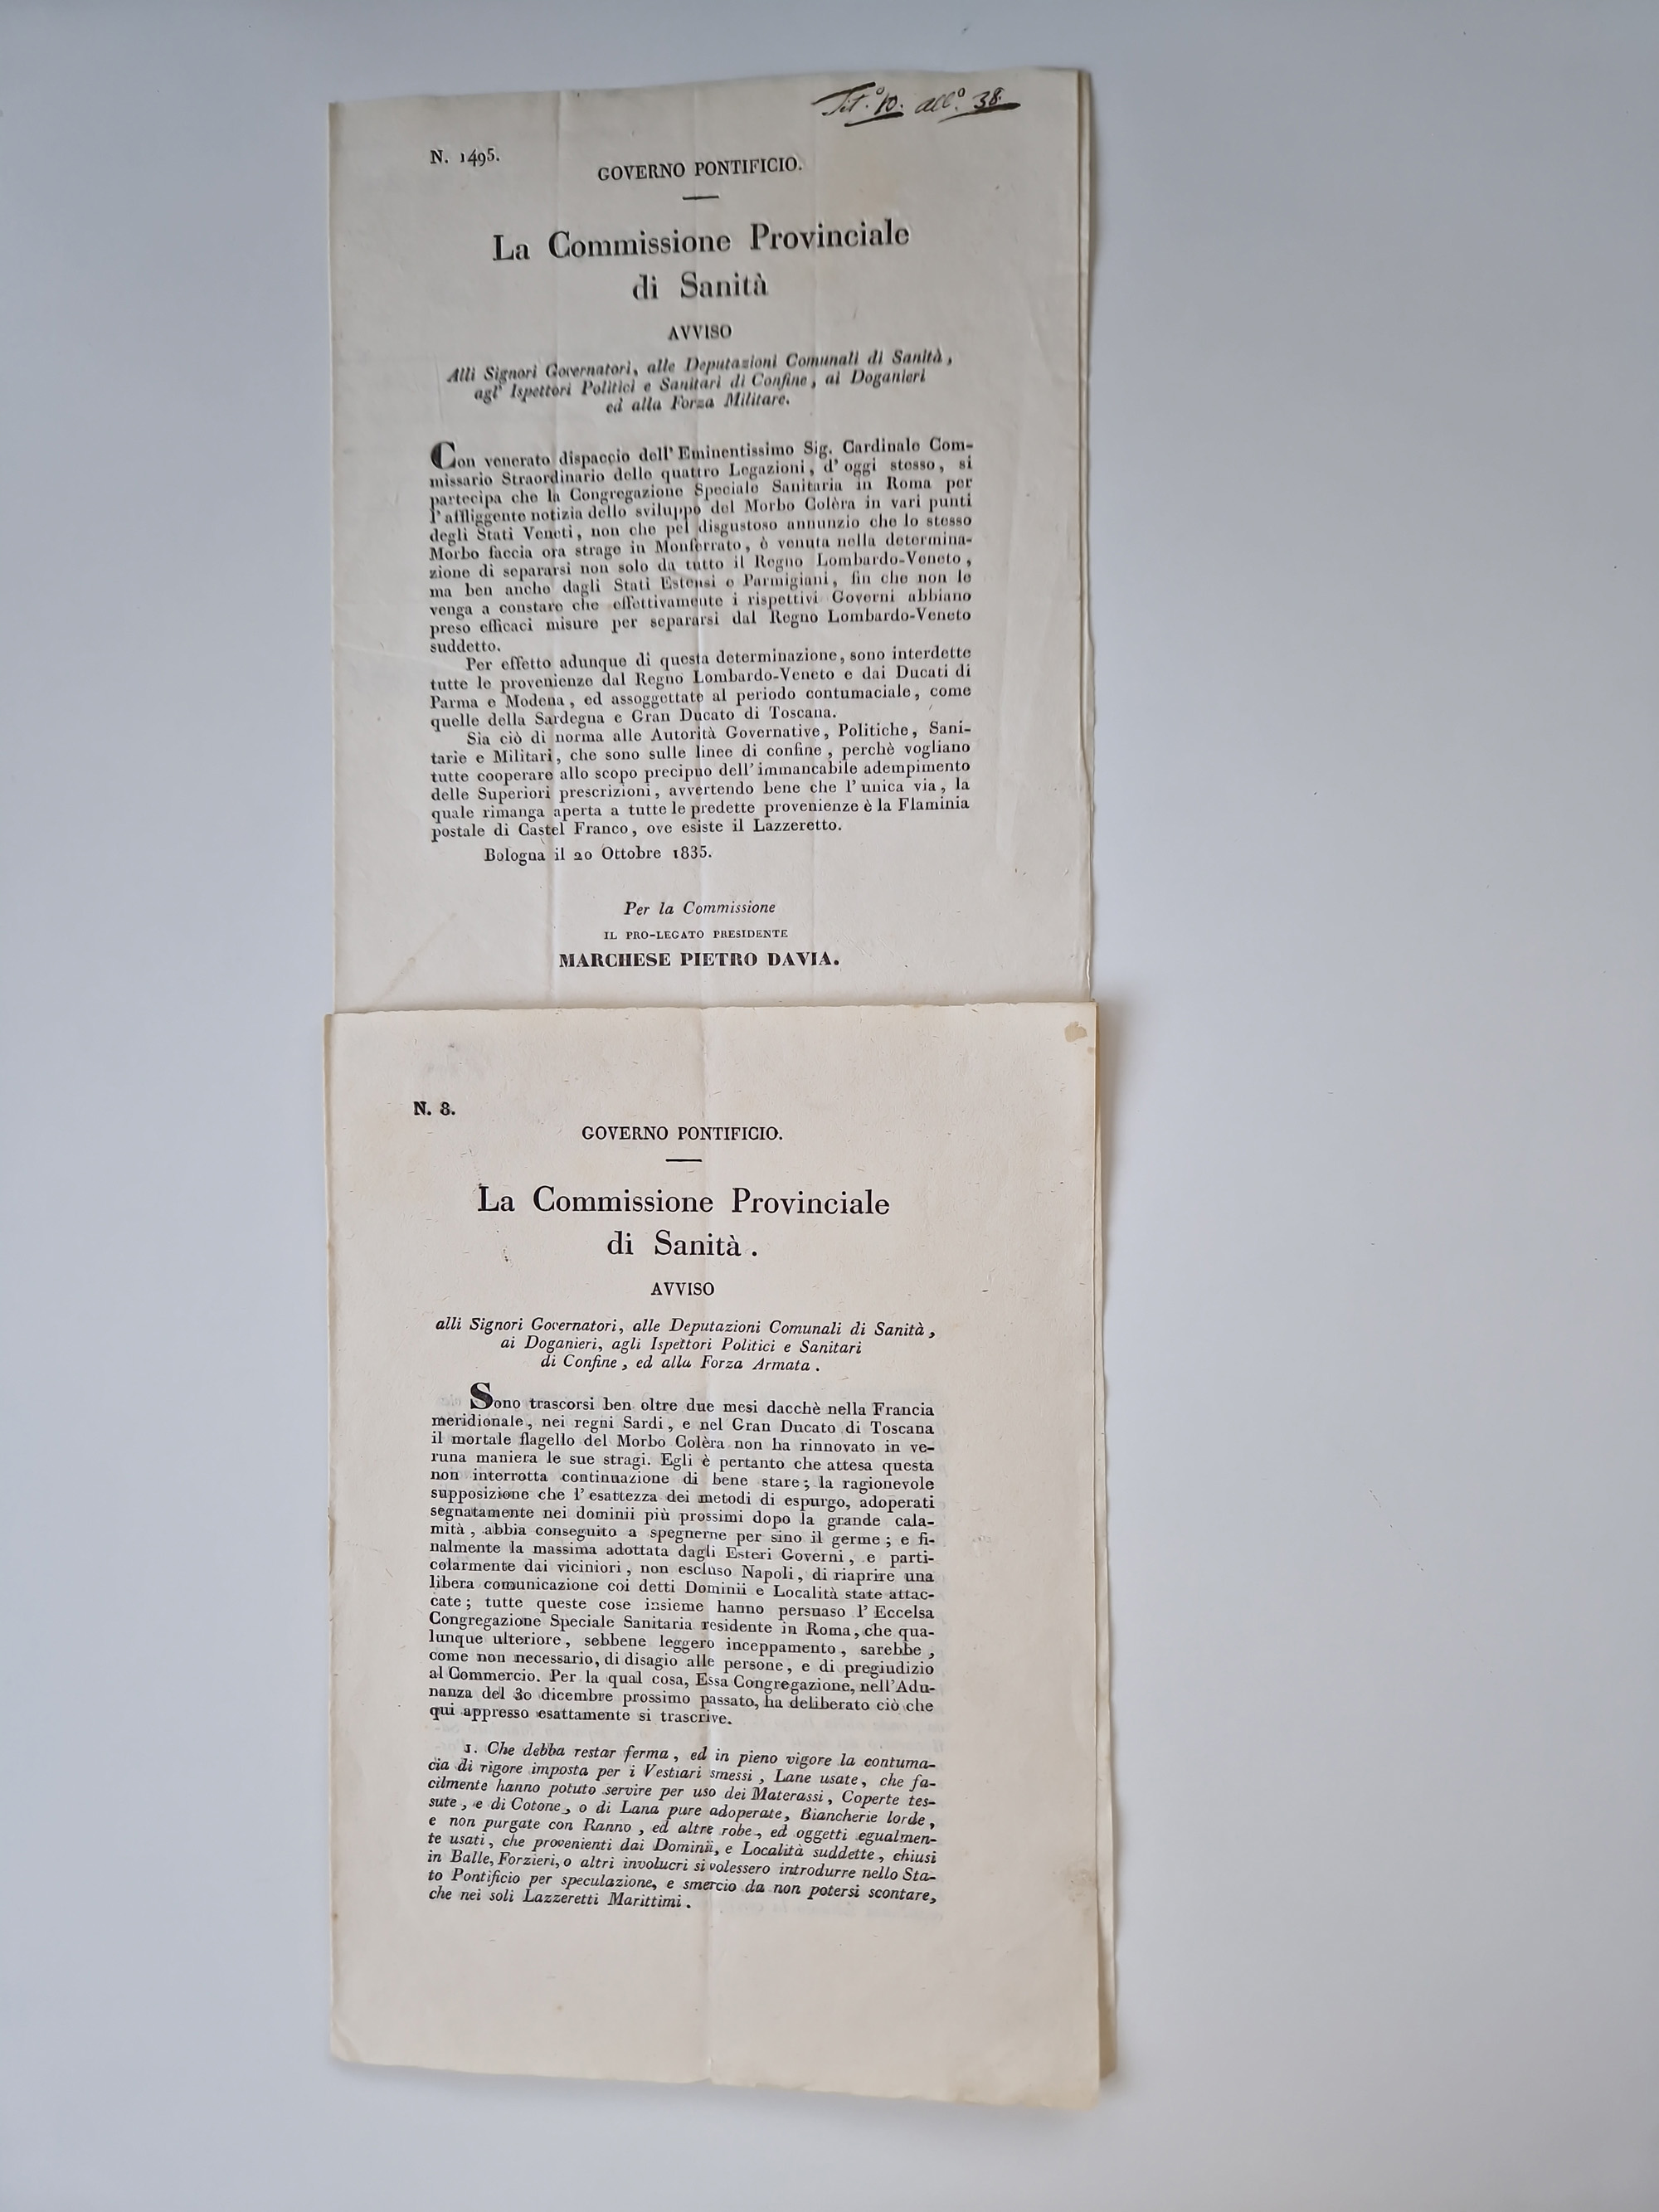 Tit.º 10. all.º 38.
N. 1495.
GOVERNO PONTIFICIO.
La Commissione Provinciale
di Sanità
AVVISO
Alli Signori Governatori, alle Deputazioni Comunali di Sanità,
agl' Ispettori Politici e Sanitari di Confine, ai Doganieri
ed alla Forza Militare.
Con venerato dispaccio dell' Eminentissimo Sig. Cardinale Com-
missario Straordinario delle quattro Legazioni, d' oggi stesso, si
partecipa che la Congregazione Speciale Sanitaria in Roma per
l' affliggente notizia dello sviluppo del Morbo Colèra in vari punti
degli Stati Veneti, non che pel disgustoso annunzio che lo stesso
Morbo faccia ora strage in Monferrato, è venuta nella determina-
zione di separarsi non solo da tutto il Regno Lombardo-Veneto,
ma ben anche dagli Stati Estensi e Parmigiani, fin che non le
venga a constare che effettivamente i rispettivi Governi abbiano
preso efficaci misure per separarsi dal Regno Lombardo-Veneto
suddetto.
Per effetto adunque di questa determinazione, sono interdette
tutte le provenienze dal Regno Lombardo-Veneto e dai Ducati di
Parma e Modena, ed assoggettate al periodo contumaciale, come
quelle della Sardegna e Gran Ducato di Toscana.
Sia ciò di norma alle Autorità Governative, Politiche, Sani-
tarie e Militari, che sono sulle linee di confine, perchè vogliano
tutte cooperare allo scopo precipuo dell' immancabile adempimento
delle Superiori prescrizioni, avvertendo bene che l' unica via, la
quale rimanga aperta a tutte le predette provenienze è la Flaminia
postale di Castel Franco, ove esiste il Lazzeretto.
Bologna il 20 Ottobre 1835.
Per la Commissione
IL PRO-LEGATO PRESIDENTE
MARCHESE PIETRO DAVIA.
N. 8.
GOVERNO PONTIFICIO.
La Commissione Provinciale
di Sanità.
AVVISO
alli Signori Governatori, alle Deputazioni Comunali di Sanità,
ai Doganieri, agli Ispettori Politici e Sanitari
di Confine, ed alla Forza Armata.
Sono trascorsi ben oltre due mesi dacchè nella Francia
meridionale, nei regni Sardi, e nel Gran Ducato di Toscana
il mortale flagello del Morbo Colèra non ha rinnovato in ve-
runa maniera le sue stragi. Egli è pertanto che attesa questa
non interrotta continuazione di bene stare; la ragionevole
supposizione che l' esattezza dei metodi di espurgo, adoperati
segnatamente nei dominii più prossimi dopo la grande cala-
mità, abbia conseguito a spegnerne per sino il germe; e fi-
nalmente la massima adottata dagli Esteri Governi, e parti-
colarmente dai viciniori, non escluso Napoli, di riaprire una
libera comunicazione coi detti Dominii e Località state attac-
cate; tutte queste cose insieme hanno persuaso l' Eccelsa
Congregazione Speciale Sanitaria residente in Roma, che qua-
lunque ulteriore, sebbene leggero inceppamento, sarebbe,
come non necessario, di disagio alle persone, e di pregiudizio
al Commercio. Per la qual cosa, Essa Congregazione, nell'Adu-
nanza del 30 dicembre prossimo passato, ha deliberato ciò che
qui appresso esattamente si trascrive.
1. Che debba restar ferma, ed in pieno vigore la contuma-
cia di rigore imposta per i Vestiari smessi, Lane usate, che fa-
cilmente hanno potuto servire per uso dei Materassi, Coperte tes-
sute, e di Cotone, o di Lana pure adoperate, Biancherie lorde,
e non purgate con Ranno, ed altre robe, ed oggetti egualmen-
te usati, che provenienti dai Dominii, e Località suddette, chiusi
in Balle, Forzieri, o altri involucri si volessero introdurre nello Sta-
to Pontificio per speculazione, e smercio da non potersi scontare,
che nei soli Lazzeretti Marittimi.